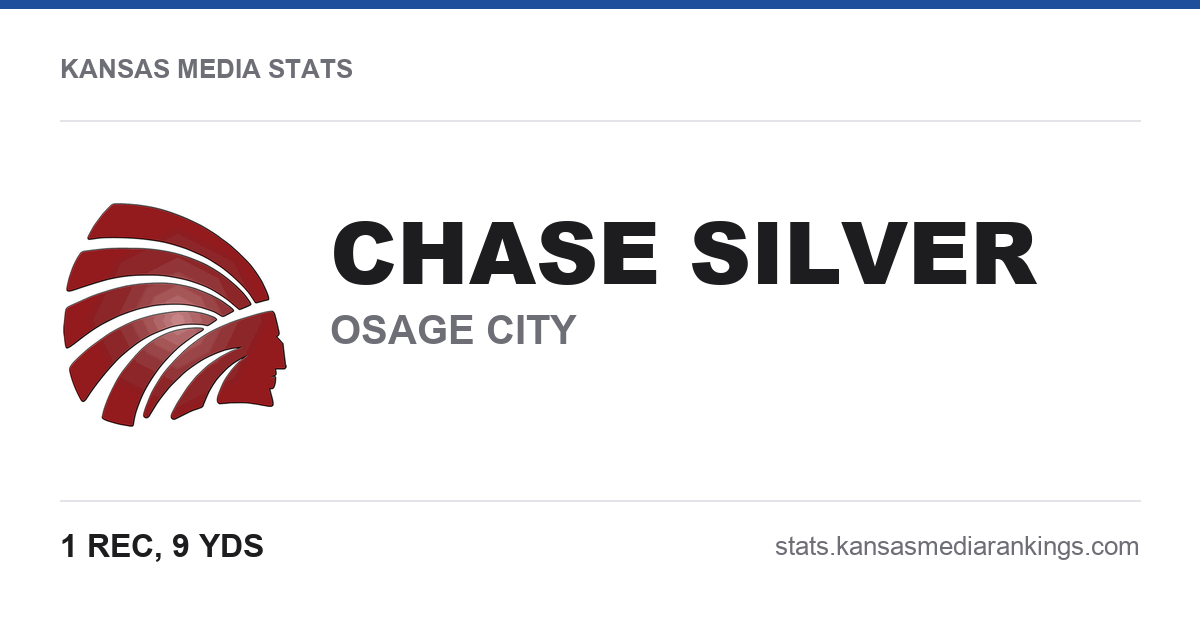 KANSAS MEDIA STATS
CHASE SILVER
OSAGE CITY
1 REC, 9 YDS
stats.kansasmediarankings.com